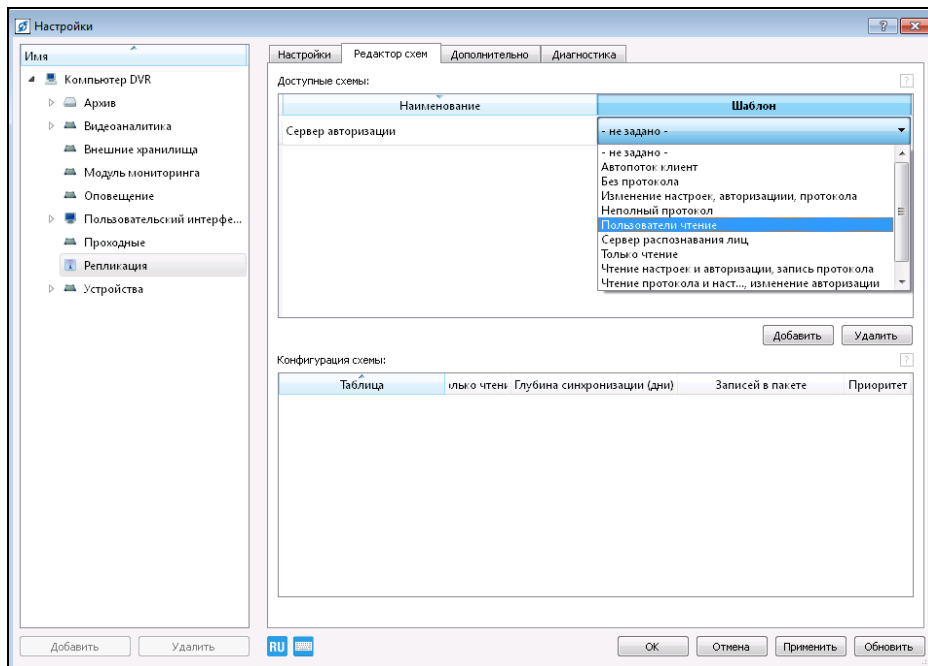 Настройки
Имя
Компьютер DVR
Архив
Видеоаналитика
Внешние хранилища
Модуль мониторинга
Оповещение
Пользовательский интерфе...
Проходные
Репликация
Устройства
Добавить
Удалить
Настройки
Редактор схем
Дополнительно
Диагностика
Доступные схемы:
?
Наименование
Шаблон
Сервер авторизации
- не задано -
- не задано -
Автопоток клиент
Без протокола
Изменение настроек, авторизациии, протокола
Неполный протокол
Пользователи чтение
Сервер распознавания лиц
Только чтение
Чтение настроек и авторизации, запись протокола
Чтение протокола и наст..., изменение авторизации
Добавить
Удалить
Конфигурация схемы:
?
Таблица
лько чтен
Глубина синхронизации (дни)
Записей в пакете
Приоритет
RU
OK
Отмена
Применить
Обновить